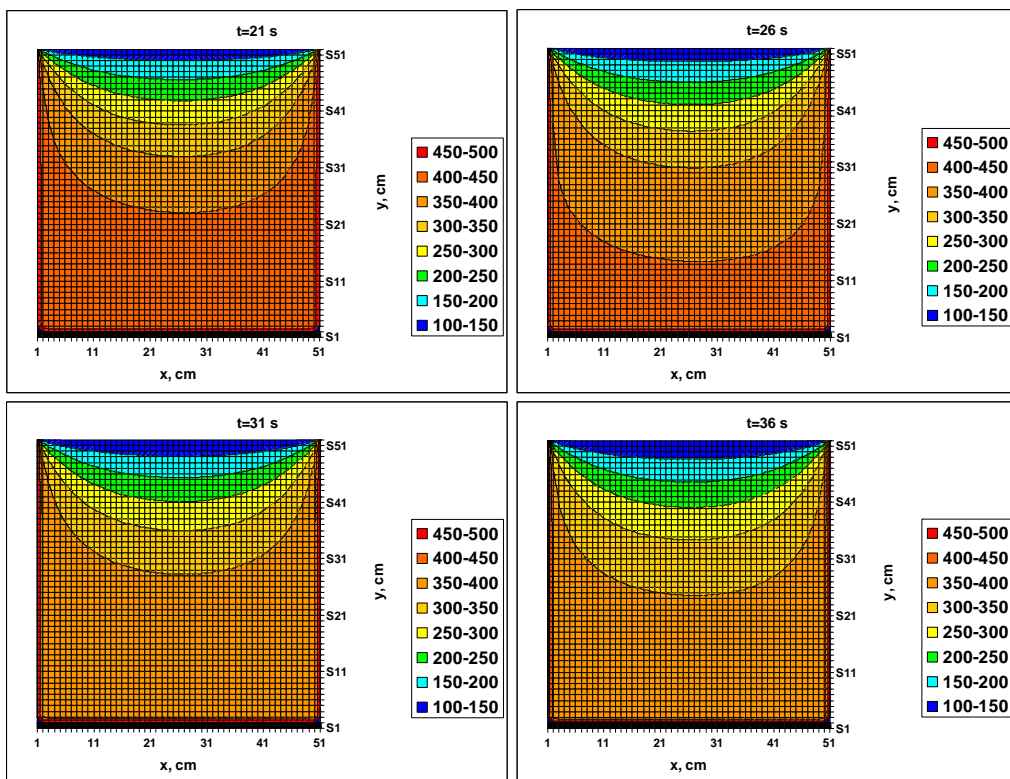 t=21 s
S51
S41
S31
S21
S11
S1
y, cm
1 11 21 31 41 51
x, cm
450-500
400-450
350-400
300-350
250-300
200-250
150-200
100-150
t=26 s
S51
S41
S31
S21
S11
S1
y, cm
1 11 21 31 41 51
x, cm
450-500
400-450
350-400
300-350
250-300
200-250
150-200
100-150
t=31 s
S51
S41
S31
S21
S11
S1
y, cm
1 11 21 31 41 51
x, cm
450-500
400-450
350-400
300-350
250-300
200-250
150-200
100-150
t=36 s
S51
S41
S31
S21
S11
S1
y, cm
1 11 21 31 41 51
x, cm
450-500
400-450
350-400
300-350
250-300
200-250
150-200
100-150